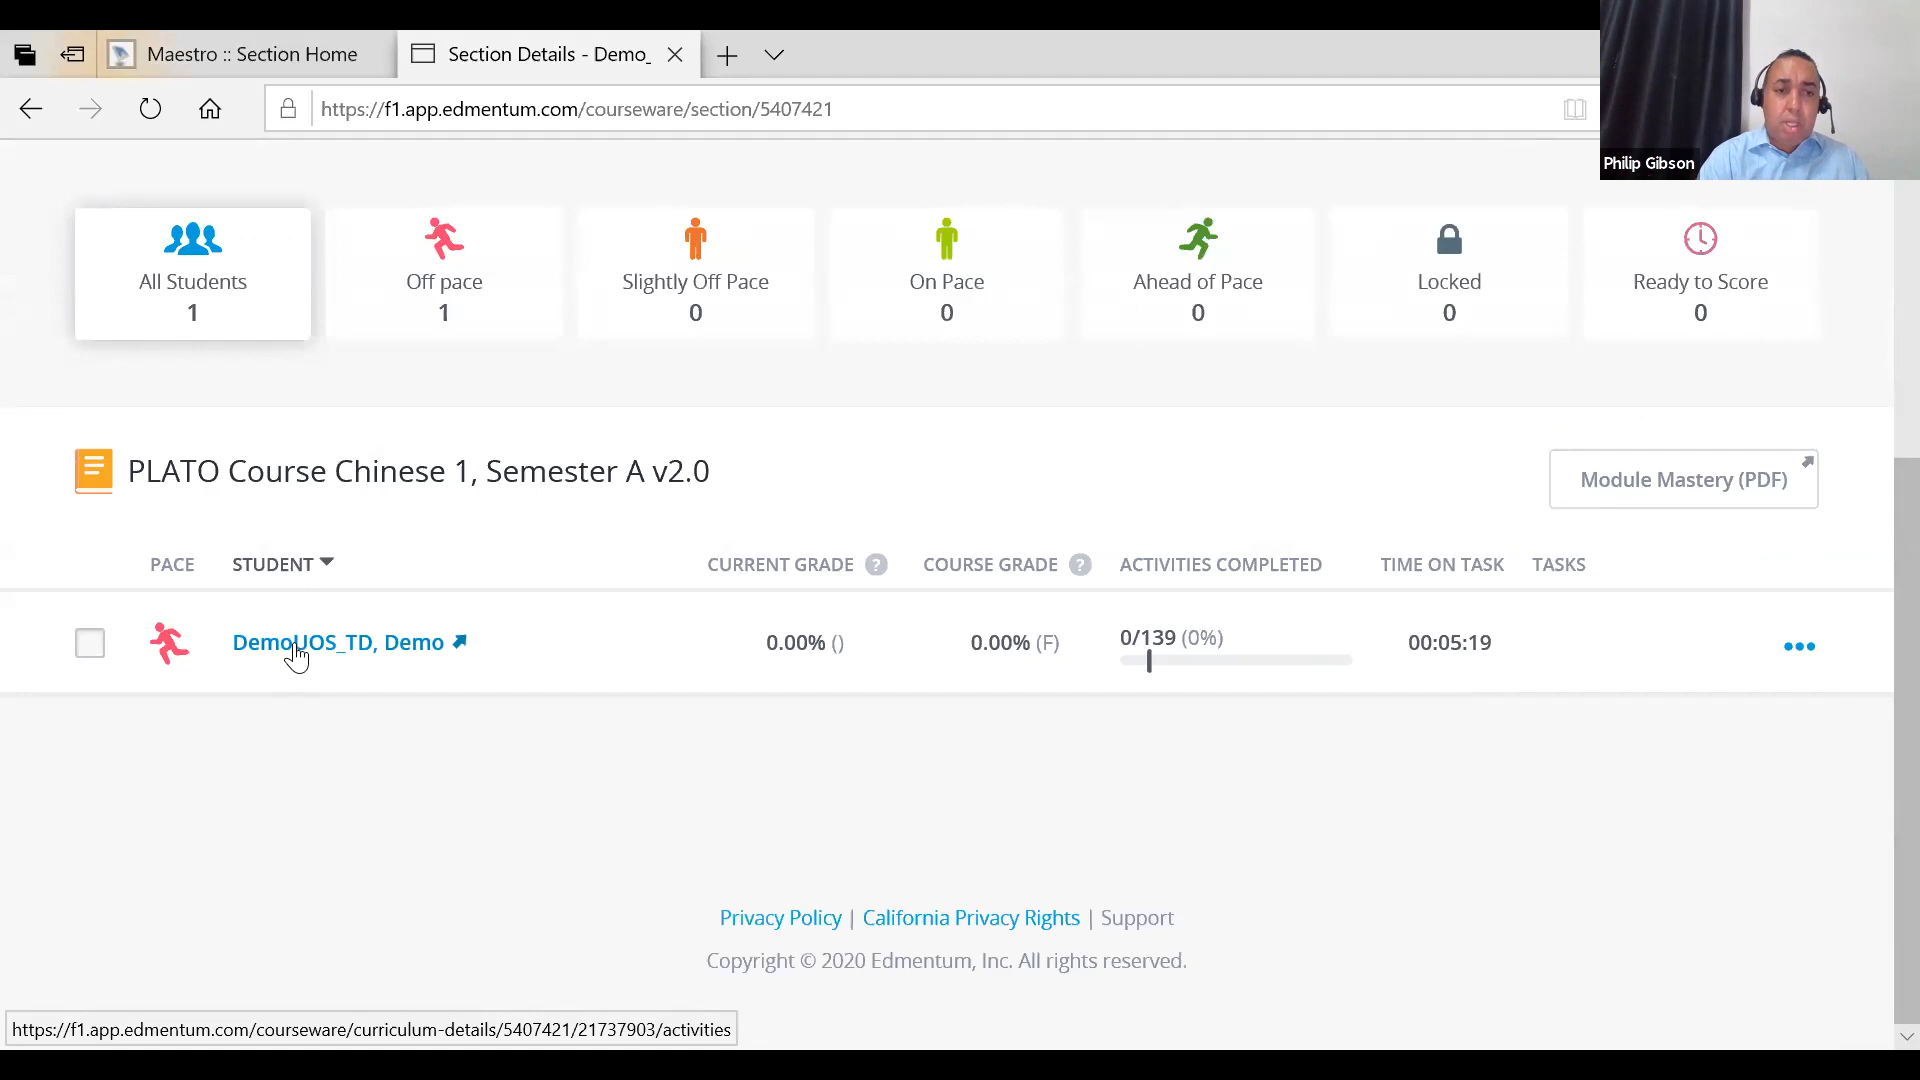 Maestro :: Section Home
Section Details - Demo_
https://f1.app.edmentum.com/courseware/section/5407421
Philip Gibson
All Students
1
Off pace
1
Slightly Off Pace
0
On Pace
0
Ahead of Pace
0
Locked
0
Ready to Score
0
PLATO Course Chinese 1, Semester A v2.0
Module Mastery (PDF)
PACE STUDENT CURRENT GRADE ? COURSE GRADE ? ACTIVITIES COMPLETED TIME ON TASK TASKS
DemoUOS_TD, Demo 0.00% () 0.00% (F) 0/139 (0%) 00:05:19
Privacy Policy | California Privacy Rights | Support
Copyright © 2020 Edmentum, Inc. All rights reserved.
https://f1.app.edmentum.com/courseware/curriculum-details/5407421/21737903/activities